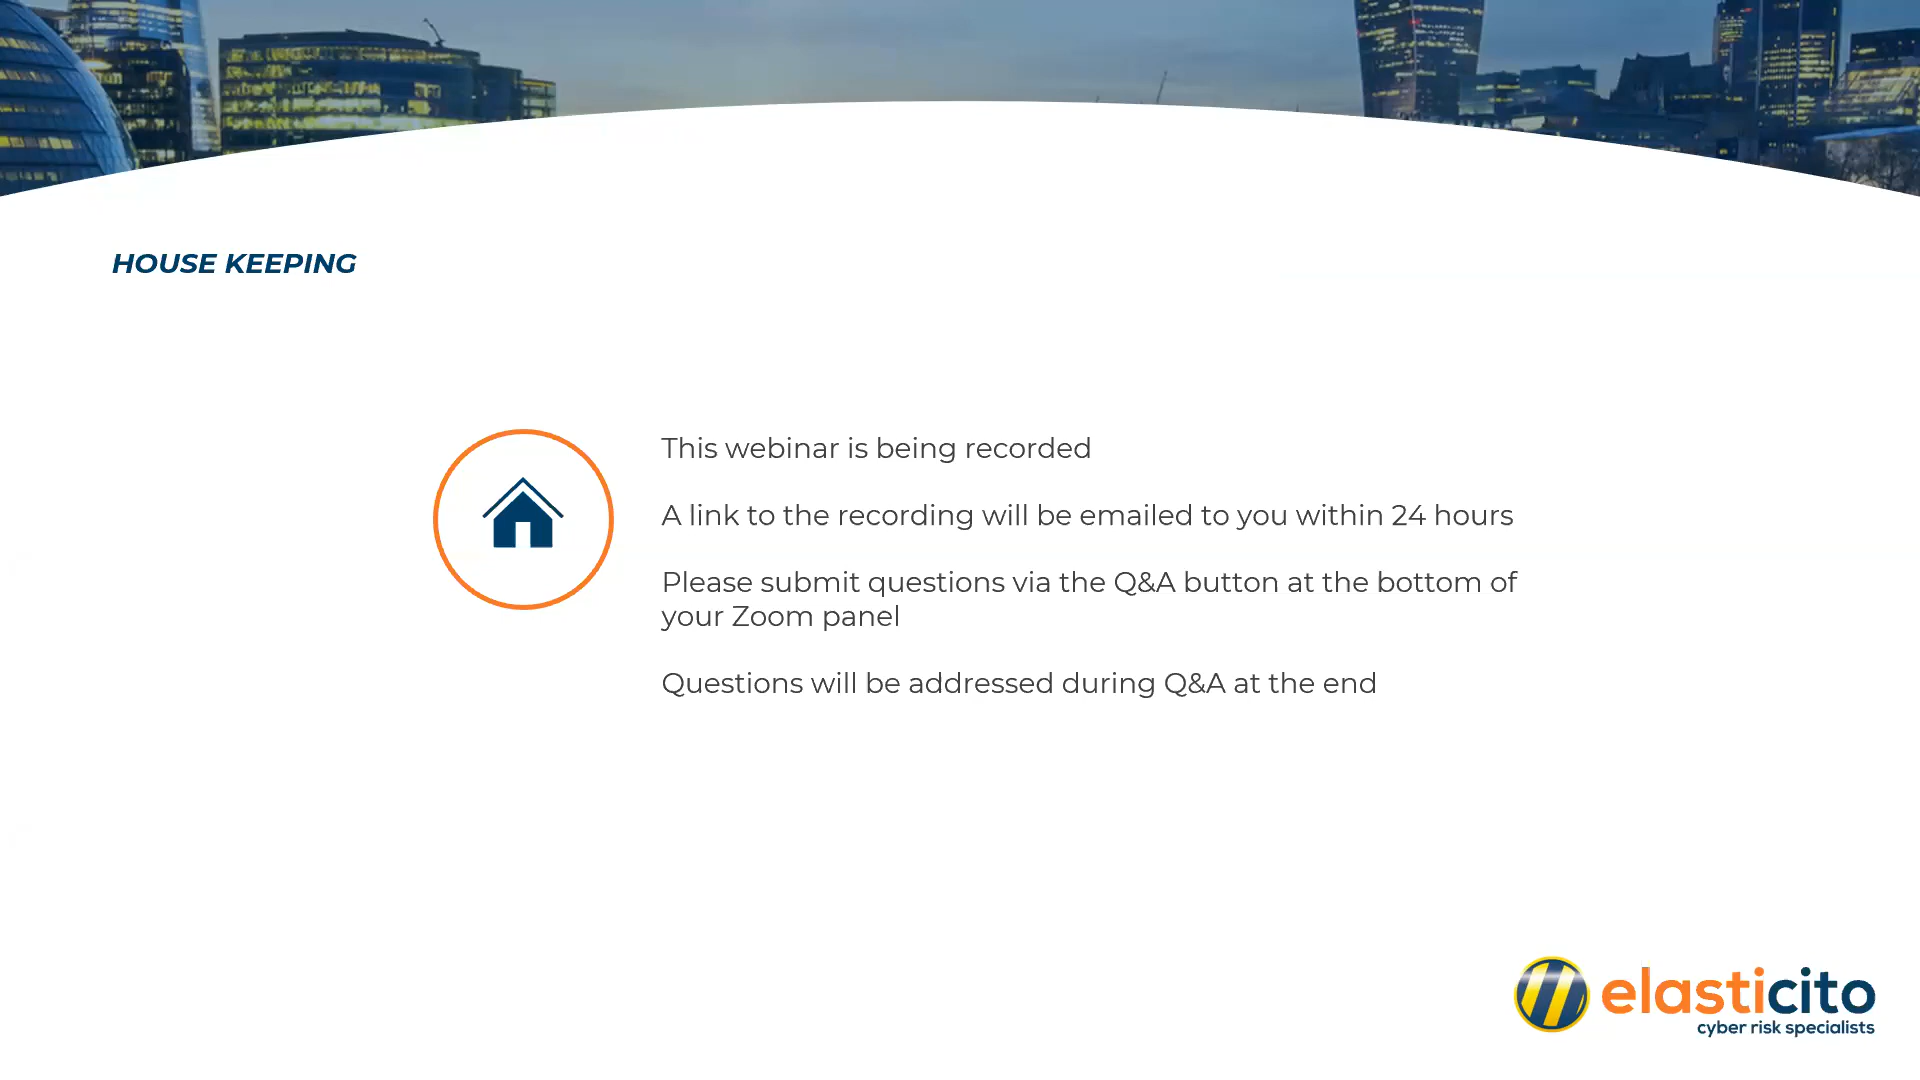 HOUSE KEEPING
This webinar is being recorded
A link to the recording will be emailed to you within 24 hours
Please submit questions via the Q&A button at the bottom of
your Zoom panel
Questions will be addressed during Q&A at the end
elasticito
cyber risk specialists